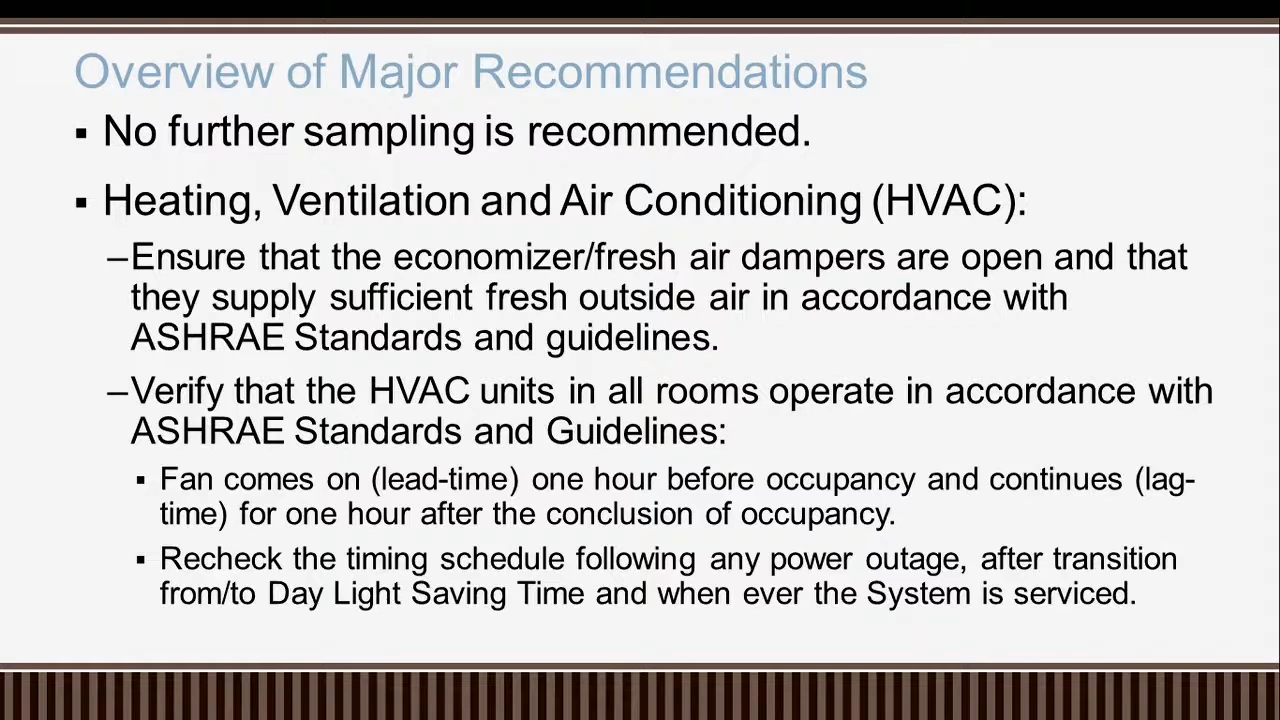 Overview of Major Recommendations
▪ No further sampling is recommended.
▪ Heating, Ventilation and Air Conditioning (HVAC):
–Ensure that the economizer/fresh air dampers are open and that
they supply sufficient fresh outside air in accordance with
ASHRAE Standards and guidelines.
–Verify that the HVAC units in all rooms operate in accordance with
ASHRAE Standards and Guidelines:
▪ Fan comes on (lead-time) one hour before occupancy and continues (lag-
time) for one hour after the conclusion of occupancy.
▪ Recheck the timing schedule following any power outage, after transition
from/to Day Light Saving Time and when ever the System is serviced.